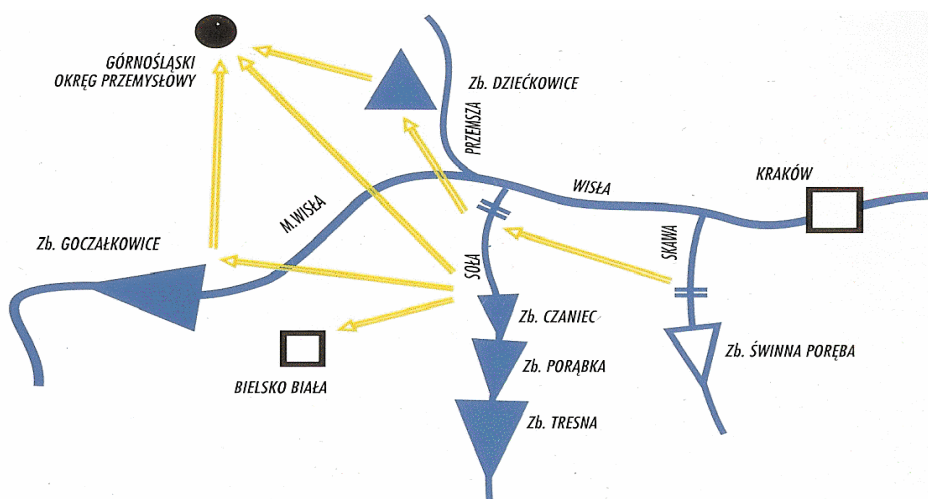 GÓRNOŚLĄSKI
OKRĘG PRZEMYSŁOWY
Zb. DZIEĆKOWICE
PRZEMSZA
WISŁA
KRAKÓW
M.WISŁA
Zb. GOCZAŁKOWICE
SOŁA
SKAWA
Zb. CZANIEC
Zb. ŚWINNA PORĘBA
Zb. PORĄBKA
BIELSKO BIAŁA
Zb. TRESNA